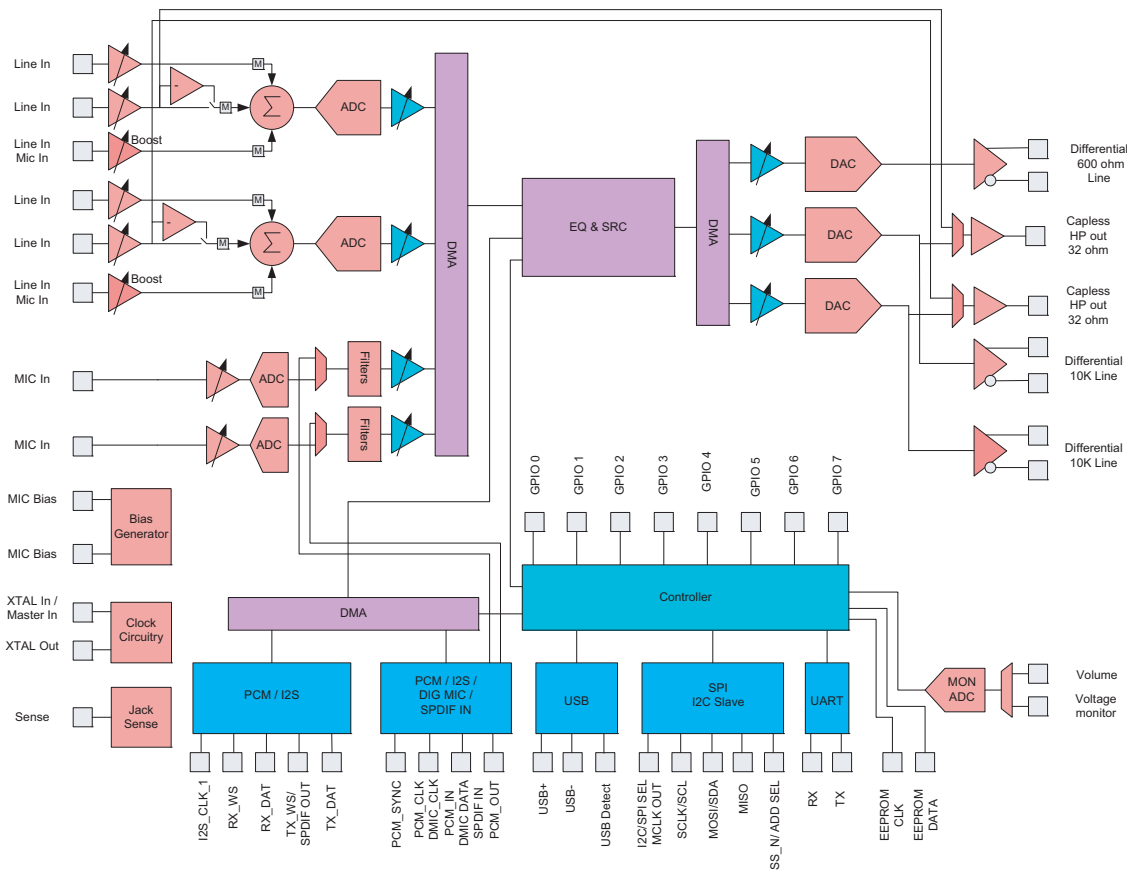 Line In
M
-
Line In
M
Σ
ADC
Line In
Mic In
Boost
M
Line In
M
-
Line In
M
Σ
ADC
Line In
Mic In
Boost
M
DMA
EQ & SRC
DMA
DAC
DAC
DAC
Differential
600 ohm
Line
Capless
HP out
32 ohm
Capless
HP out
32 ohm
Differential
10K Line
Differential
10K Line
MIC In
ADC
Filters
MIC In
ADC
Filters
MIC Bias
MIC Bias
Bias
Generator
XTAL In /
Master In
XTAL Out
Clock
Circuitry
Sense
Jack
Sense
GPIO 0
GPIO 1
GPIO 2
GPIO 3
GPIO 4
GPIO 5
GPIO 6
GPIO 7
Controller
DMA
PCM / I2S
PCM / I2S /
DIG MIC /
SPDIF IN
USB
SPI
I2C Slave
UART
MON
ADC
Volume
Voltage
monitor
I2S_CLK_1
RX_WS
RX_DAT
TX_WS/
SPDIF OUT
TX_DAT
PCM_SYNC
PCM_CLK
DMIC_CLK
PCM_IN
DMIC DATA
SPDIF IN
PCM_OUT
USB+
USB-
USB Detect
I2C/SPI SEL
MCLK OUT
SCLK/SCL
MOSI/SDA
MISO
SS_N/ ADD SEL
RX
TX
EEPROM
CLK
EEPROM
DATA